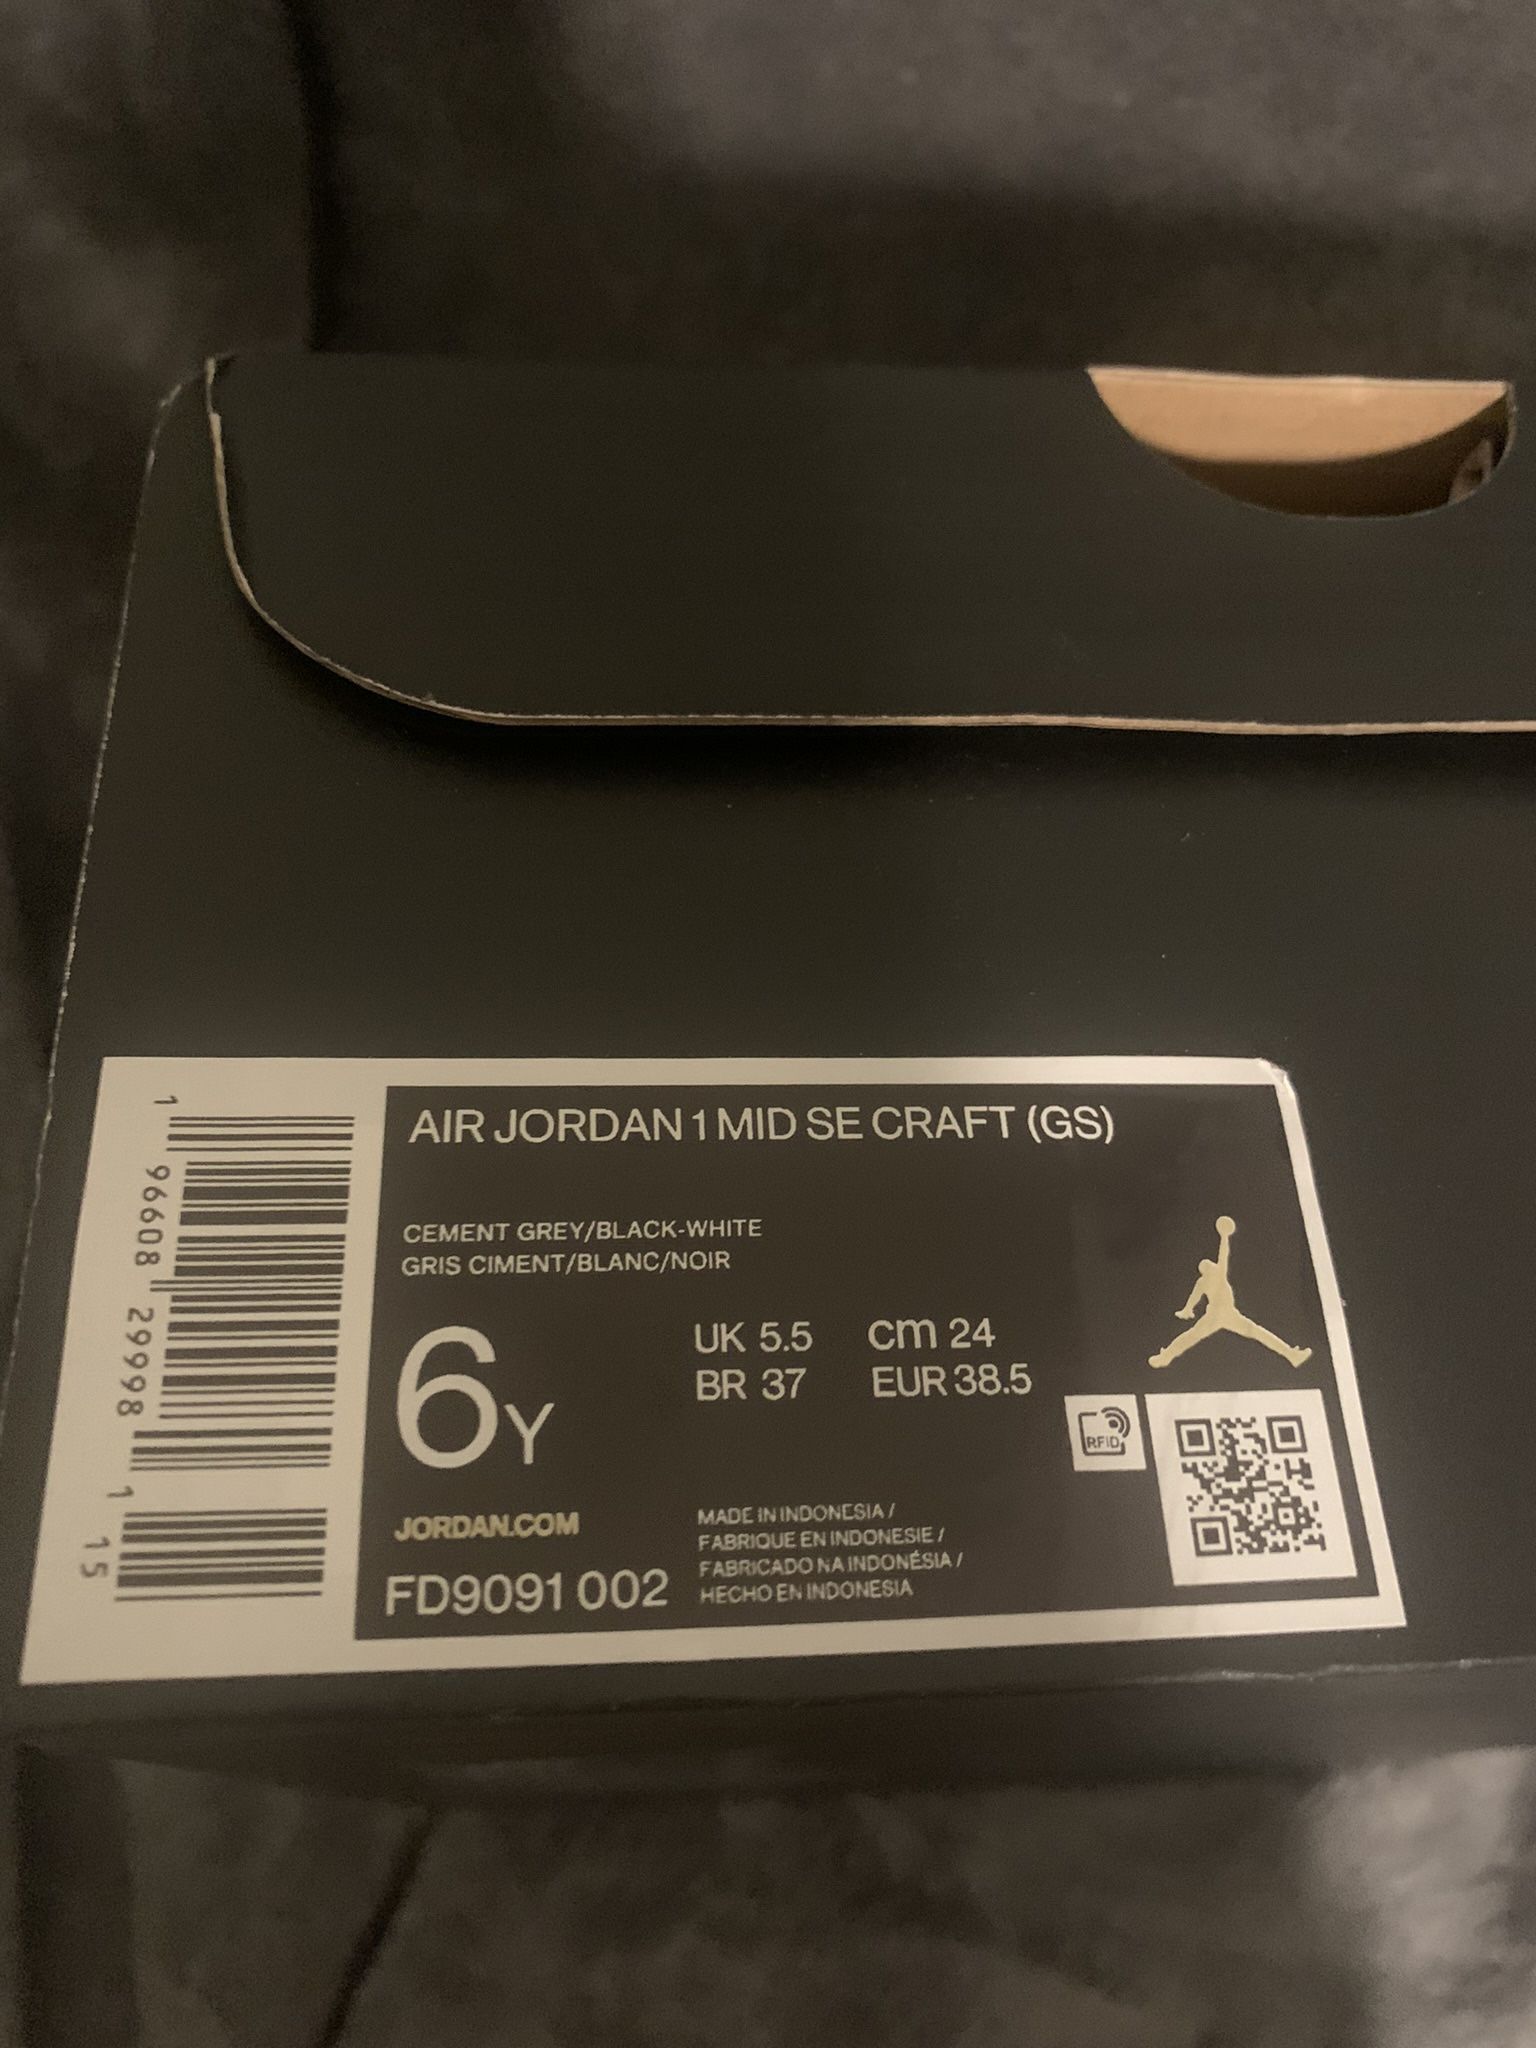 AIR JORDAN 1 MID SE CRAFT (GS)
CEMENT GREY/BLACK-WHITE
GRIS CIMENT/BLANC/NOIR
6Y
UK 5.5 cm 24
BR 37 EUR 38.5
RFID
JORDAN.COM
FD9091 002
MADE IN INDONESIA /
FABRIQUE EN INDONESIE /
FABRICADO NA INDONÉSIA /
HECHO EN INDONESIA
1 96608 29998 1 15